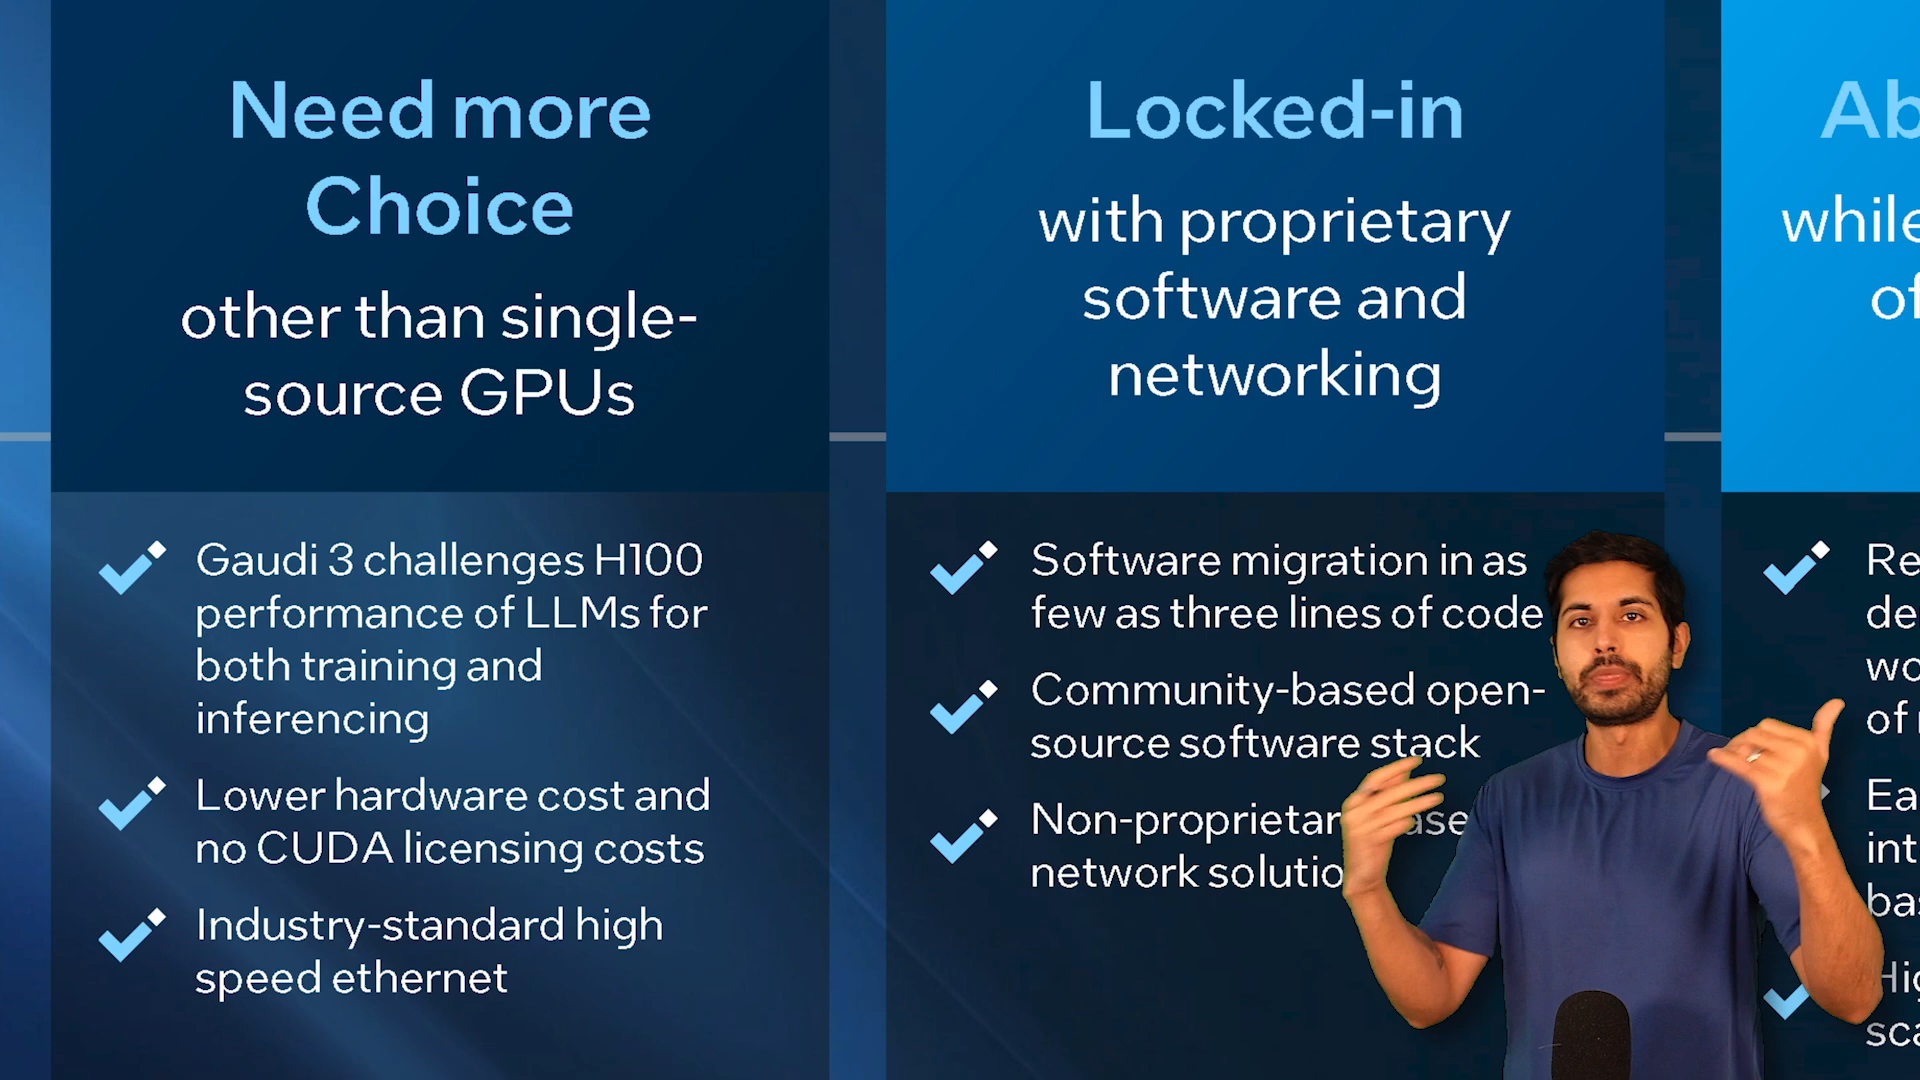 Need more
Choice
other than single-
source GPUs
Gaudi 3 challenges H100
performance of LLMs for
both training and
inferencing
Lower hardware cost and
no CUDA licensing costs
Industry-standard high
speed ethernet
Locked-in
with proprietary
software and
networking
Software migration in as
few as three lines of code
Community-based open-
source software stack
network
while